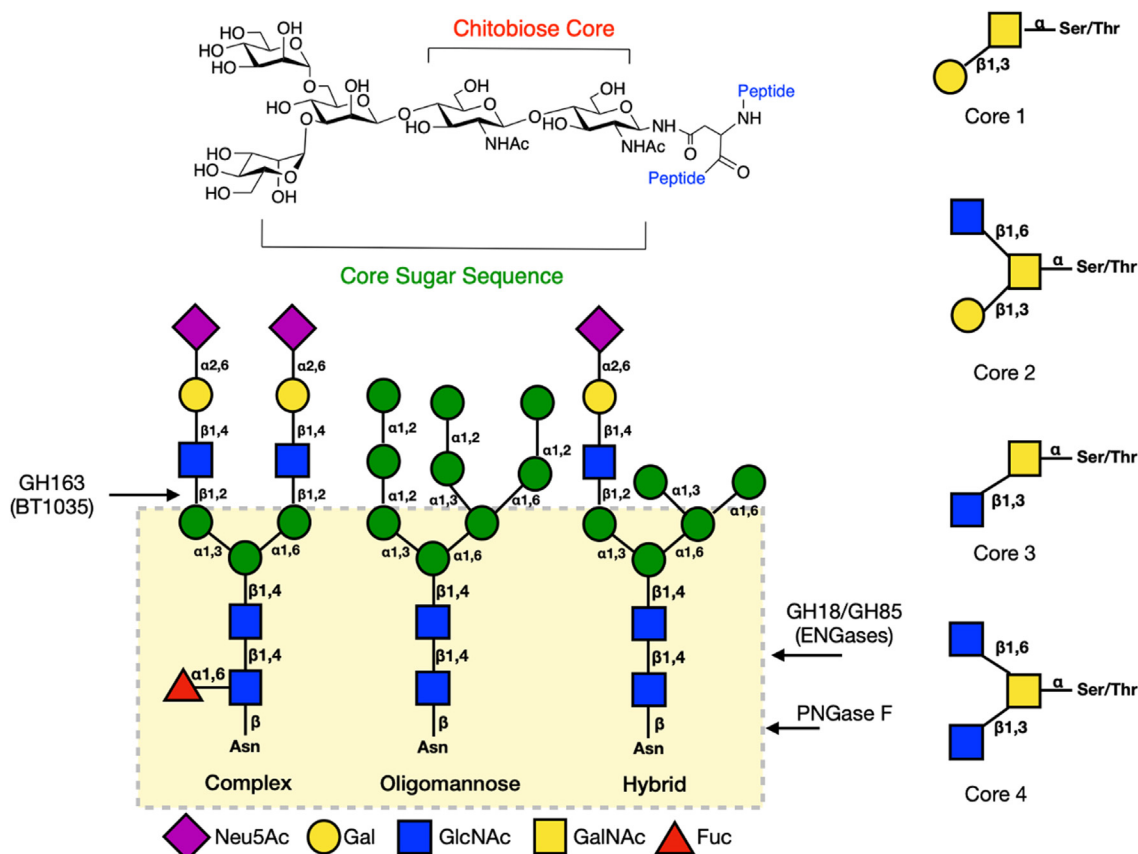 Chitobiose Core
HO
OH
HO
HO
O
HO
O
OH
HO
O
O
HO
O
HO
O
HO
NHAc
O
HO
O
HO
NHAc
NH
O
Peptide
NH
Peptide
O
HO
HO
HO
O
HO
OH
Core Sugar Sequence
α2,6
α2,6
α2,6
β1,4
β1,4
α1,2
α1,2
α1,2
β1,4
GH163
(BT1035)
β1,2
β1,2
α1,2
α1,3
α1,6
β1,2
α1,3
α1,6
α1,3
α1,6
α1,3
α1,6
α1,3
α1,6
β1,4
β1,4
β1,4
GH18/GH85
(ENGases)
β1,4
β1,4
β1,4
α1,6
PNGase F
β
β
β
Asn
Asn
Asn
Complex
Oligomannose
Hybrid
Neu5Ac
Gal
GlcNAc
GalNAc
Fuc
α
Ser/Thr
β1,3
Core 1
β1,6
α
Ser/Thr
β1,3
Core 2
α
Ser/Thr
β1,3
Core 3
β1,6
α
Ser/Thr
β1,3
Core 4